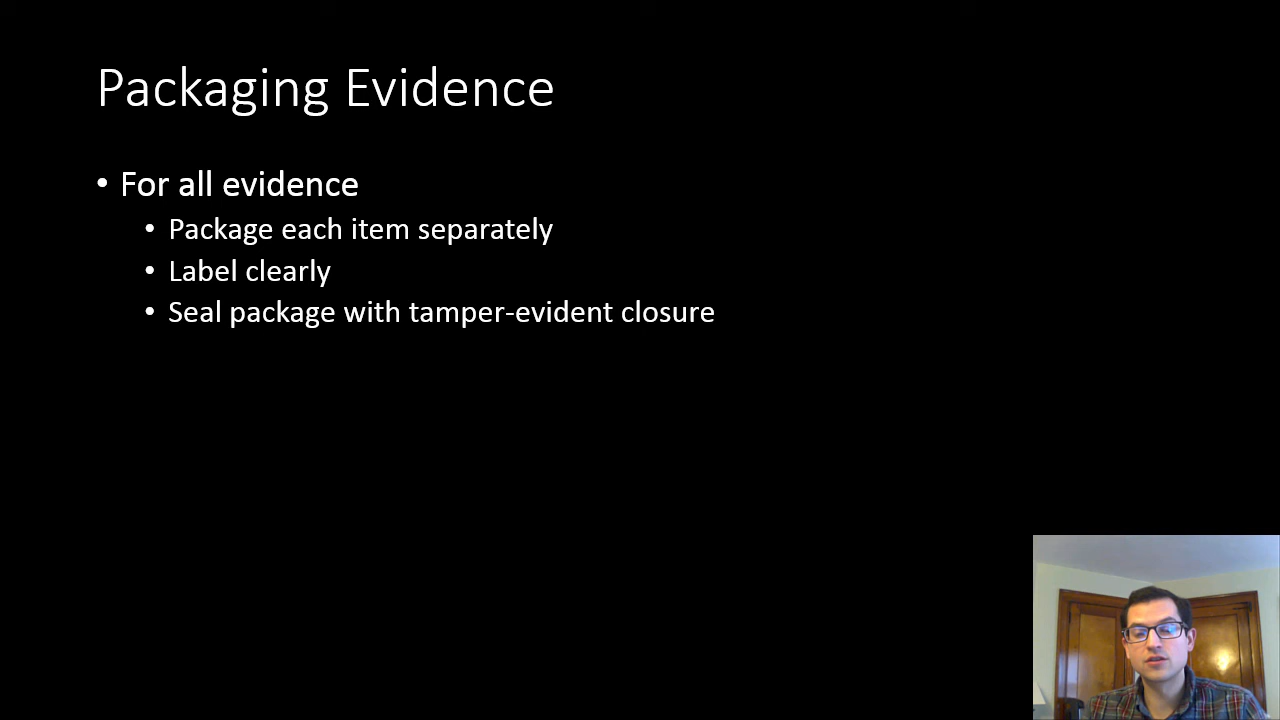 Packaging Evidence
• For all evidence
• Package each item separately
• Label clearly
• Seal package with tamper-evident closure